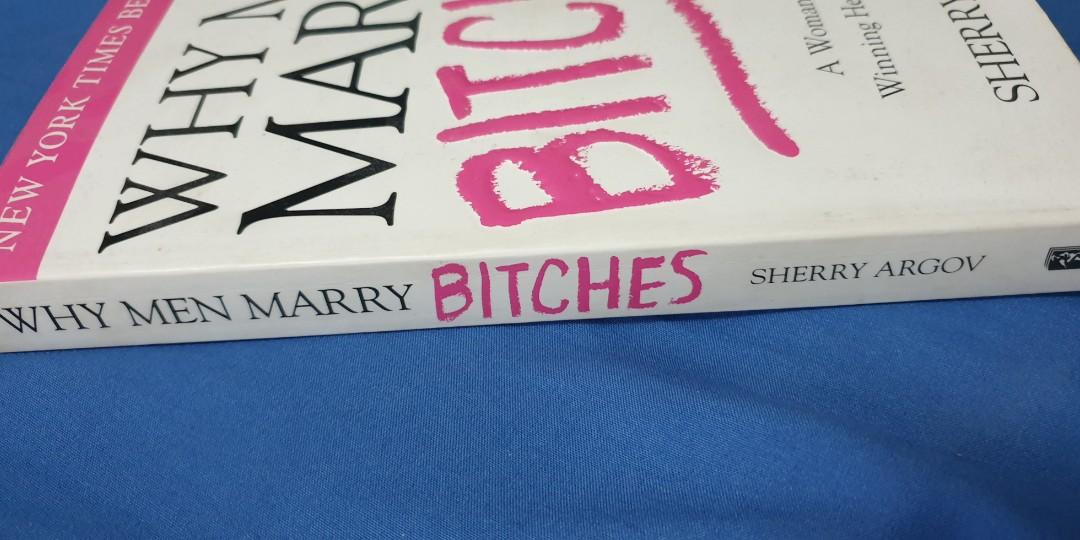 NEW YORK TIMES BE
WHY
MAR
BITC
A Woman
Winning He
SHERRY
WHY MEN MARRY BITCHES SHERRY ARGOV